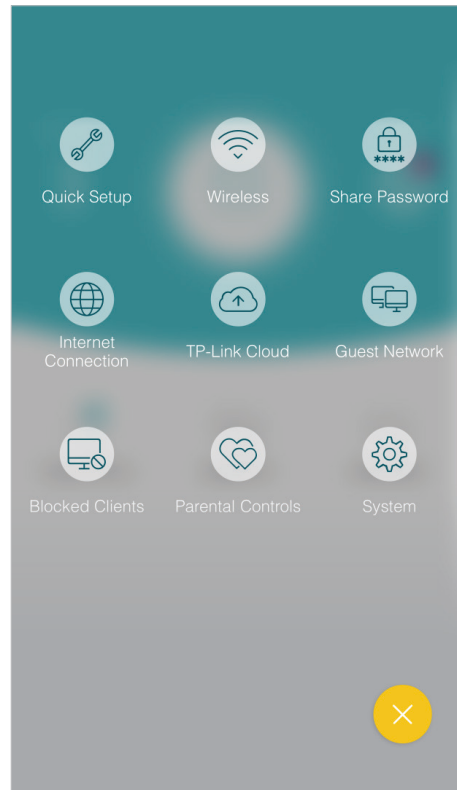 Quick Setup
Wireless
****
Share Password
Internet
Connection
TP-Link Cloud
Guest Network
Blocked Clients
Parental Controls
System